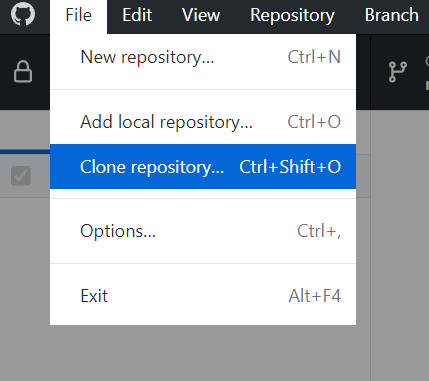 File Edit View Repository Branch
New repository... Ctrl+N
Add local repository... Ctrl+O
Clone repository... Ctrl+Shift+O
Options... Ctrl+,
Exit Alt+F4